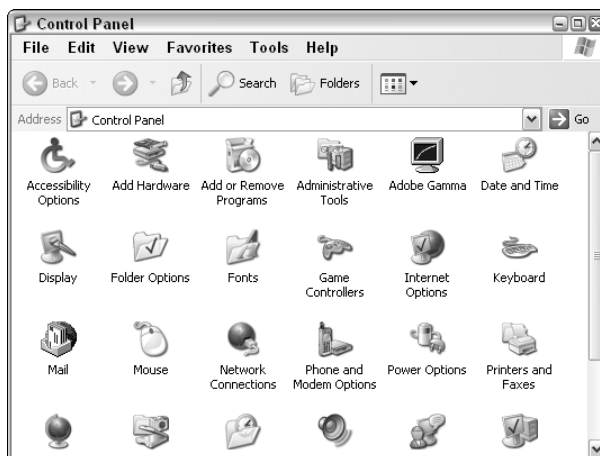 Control Panel
File Edit View Favorites Tools Help
Back Search Folders
Address Control Panel Go
Accessibility Options
Add Hardware
Add or Remove Programs
Administrative Tools
Adobe Gamma
Date and Time
Display
Folder Options
Fonts
Game Controllers
Internet Options
Keyboard
Mail
Mouse
Network Connections
Phone and Modem Options
Power Options
Printers and Faxes